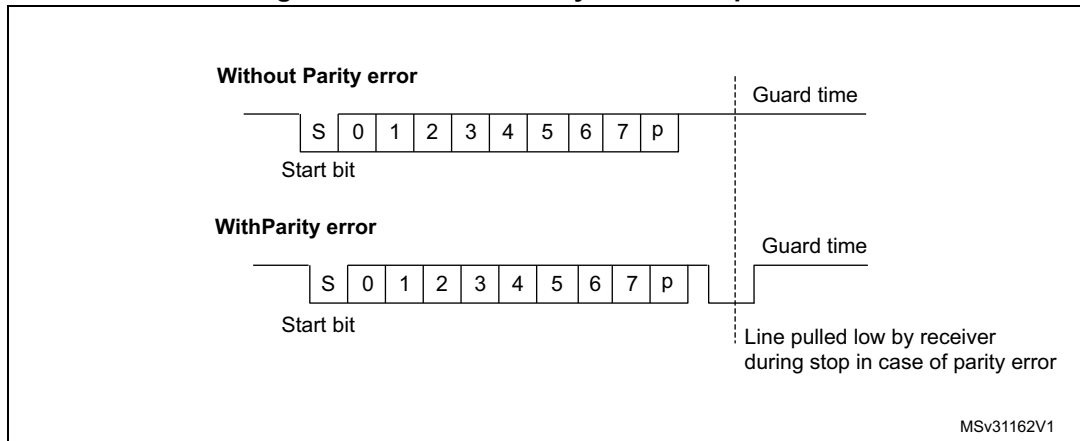 Without Parity error
Guard time
S 0 1 2 3 4 5 6 7 p
Start bit
WithParity error
Guard time
S 0 1 2 3 4 5 6 7 p
Start bit
Line pulled low by receiver
during stop in case of parity error
MSv31162V1